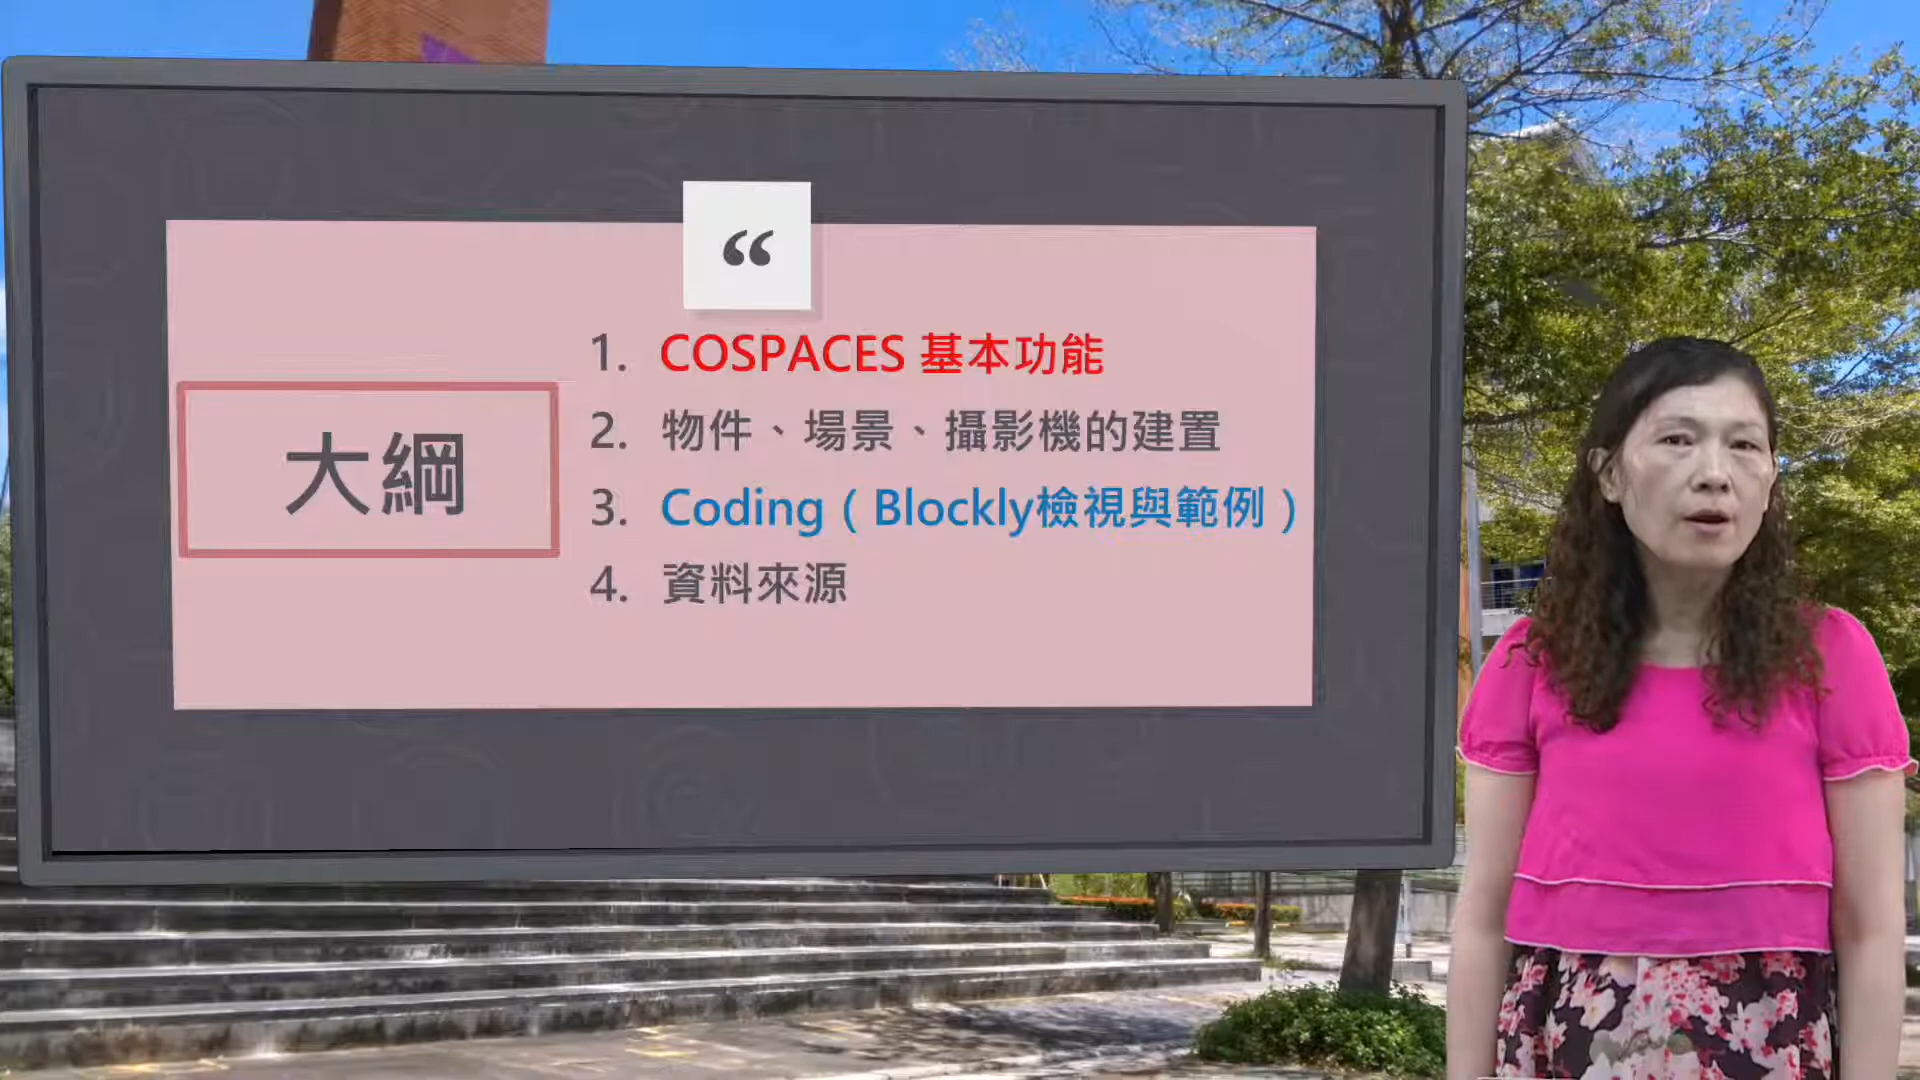 “
大綱
1. COSPACES 基本功能
2. 物件、場景、攝影機的建置
3. Coding（Blockly檢視與範例）
4. 資料來源